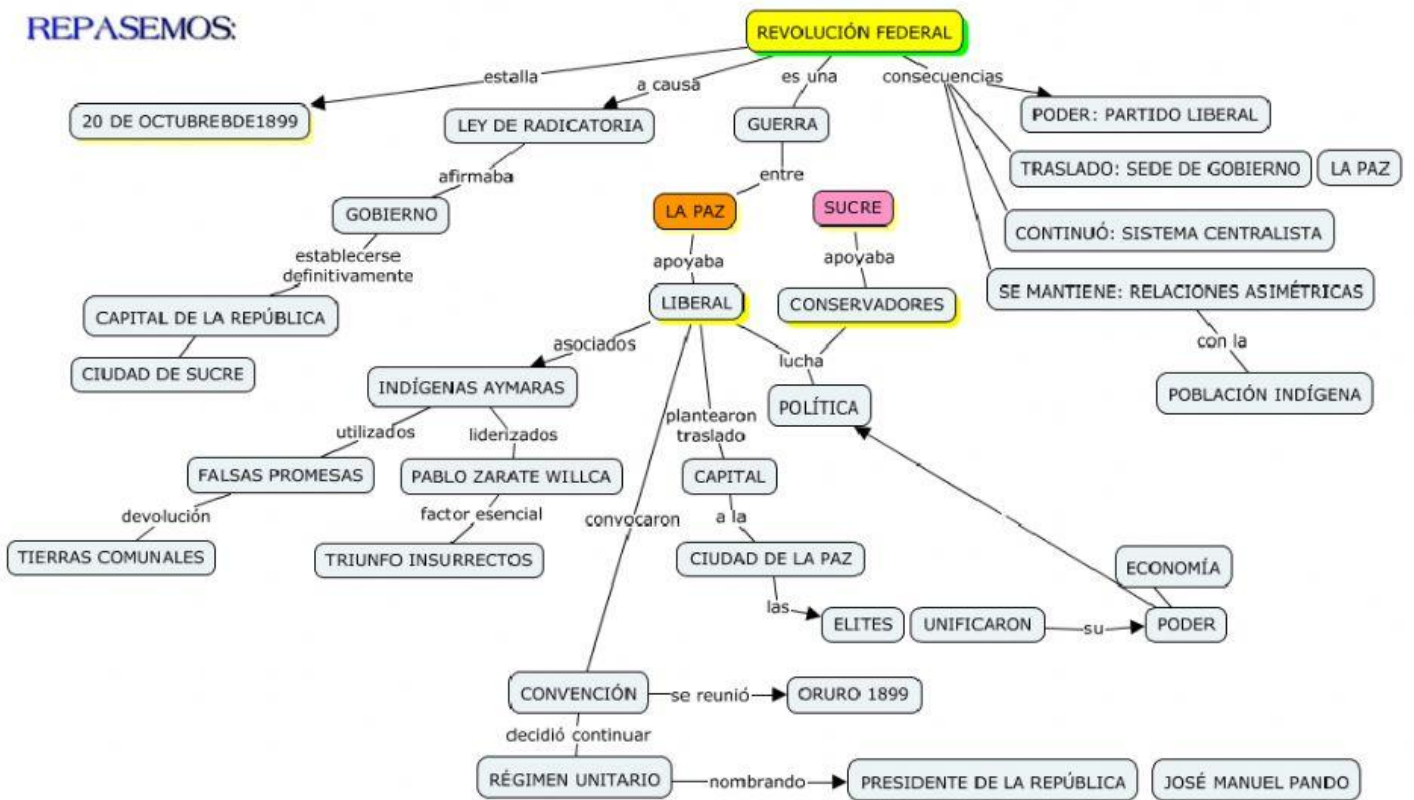 REPASEMOS:
REVOLUCIÓN FEDERAL
estalla
a causa
es una
consecuencias
20 DE OCTUBREBDE1899
LEY DE RADICATORIA
GUERRA
PODER: PARTIDO LIBERAL
TRASLADO: SEDE DE GOBIERNO
LA PAZ
afirmaba
entre
GOBIERNO
LA PAZ
SUCRE
CONTINUÓ: SISTEMA CENTRALISTA
establecerse
definitivamente
apoyaba
apoyaba
SE MANTIENE: RELACIONES ASIMÉTRICAS
CAPITAL DE LA REPÚBLICA
LIBERAL
CONSERVADORES
con la
CIUDAD DE SUCRE
asociados
lucha
POBLACIÓN INDÍGENA
INDÍGENAS AYMARAS
POLÍTICA
utilizados
liderizados
plantearon
traslado
FALSAS PROMESAS
PABLO ZARATE WILLCA
CAPITAL
devolución
factor esencial
convocaron
a la
TIERRAS COMUNALES
TRIUNFO INSURRECTOS
CIUDAD DE LA PAZ
ECONOMÍA
las
ELITES
UNIFICARON
su
PODER
CONVENCIÓN
se reunió
ORURO 1899
decidió continuar
RÉGIMEN UNITARIO
nombrando
PRESIDENTE DE LA REPÚBLICA
JOSÉ MANUEL PANDO